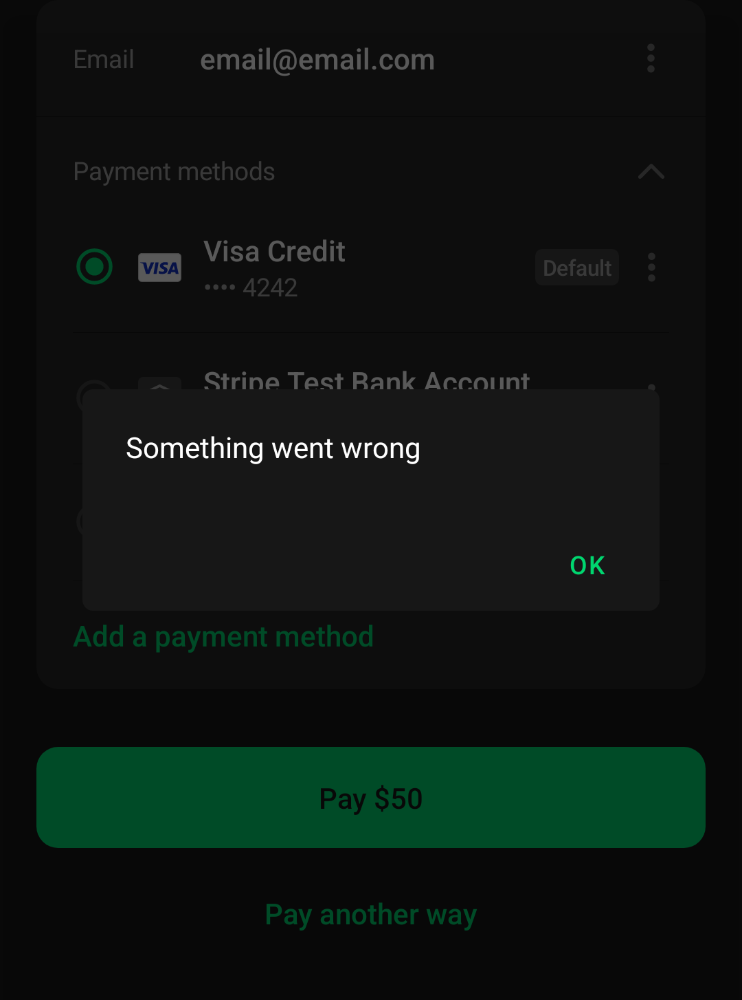 Email email@email.com
Payment methods
VISA Visa Credit Default
•••• 4242
Stripe Test Bank Account
Something went wrong
OK
Add a payment method
Pay $50
Pay another way